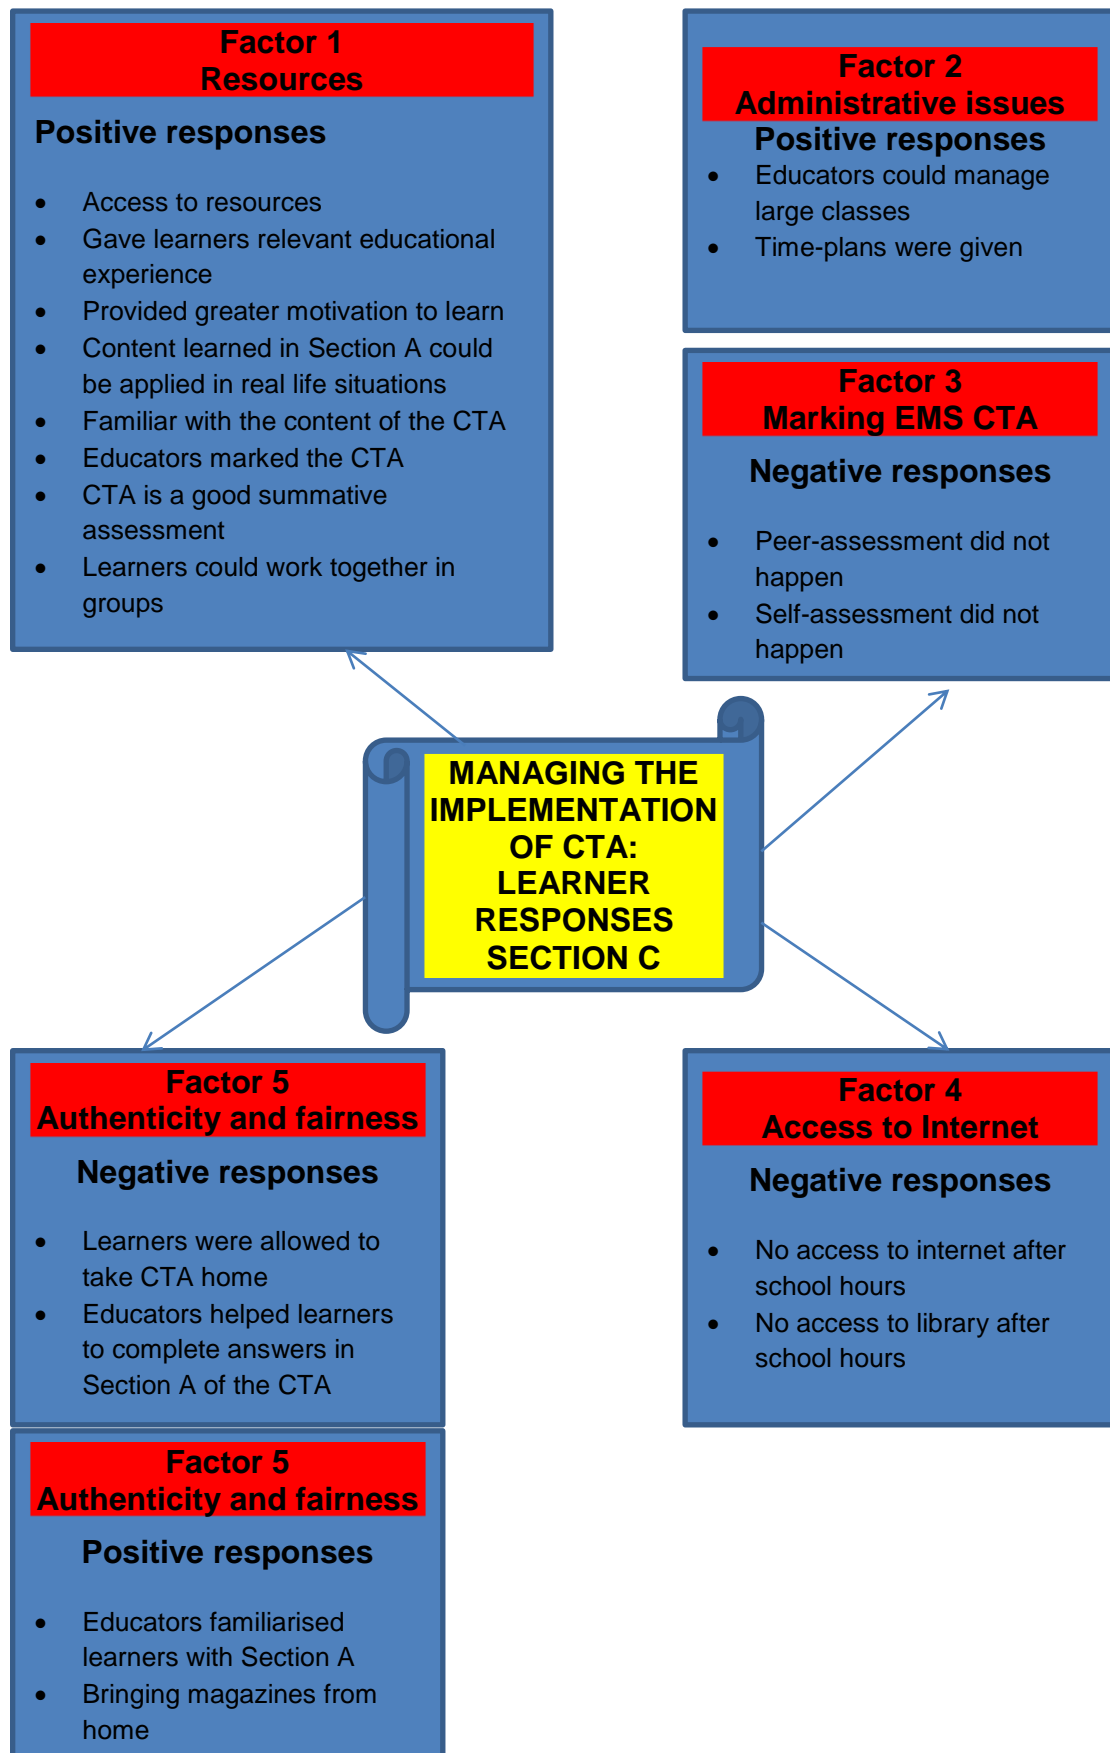 Factor 1
Resources
Positive responses
• Access to resources
• Gave learners relevant educational
experience
• Provided greater motivation to learn
• Content learned in Section A could
be applied in real life situations
• Familiar with the content of the CTA
• Educators marked the CTA
• CTA is a good summative
assessment
• Learners could work together in
groups
Factor 2
Administrative issues
Positive responses
• Educators could manage
large classes
• Time-plans were given
Factor 3
Marking EMS CTA
Negative responses
• Peer-assessment did not
happen
• Self-assessment did not
happen
MANAGING THE
IMPLEMENTATION
OF CTA:
LEARNER
RESPONSES
SECTION C
Factor 5
Authenticity and fairness
Negative responses
• Learners were allowed to
take CTA home
• Educators helped learners
to complete answers in
Section A of the CTA
Factor 4
Access to Internet
Negative responses
• No access to internet after
school hours
• No access to library after
school hours
Factor 5
Authenticity and fairness
Positive responses
• Educators familiarised
learners with Section A
• Bringing magazines from
home